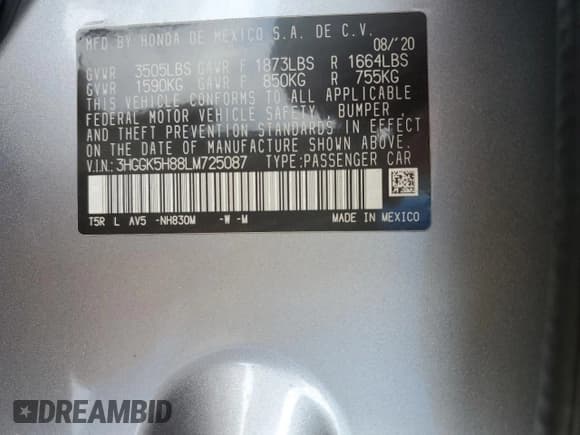 MFD BY HONDA DE MEXICO S.A. DE C.V.
08/'20
GVWR 3505LBS GAWR F 1873LBS R 1664LBS
GVWR 1590KG GAWR F 850KG R 755KG
THIS VEHICLE CONFORMS TO ALL APPLICABLE
FEDERAL MOTOR VEHICLE SAFETY, BUMPER,
AND THEFT PREVENTION STANDARDS IN EFFECT
ON THE DATE OF MANUFACTURE SHOWN ABOVE.
V.I.N.: 3HGGK5H88LM725087 TYPE:PASSENGER CAR
T5R L AV5 -NH830M -W -M
MADE IN MEXICO
DREAMBID